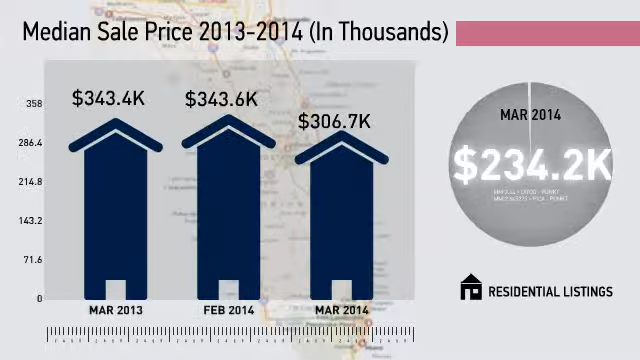 Median Sale Price 2013-2014 (In Thousands)
358
286.4
214.8
143.2
71.6
0
$343.4K
$343.6K
$306.7K
MAR 2013
FEB 2014
MAR 2014
MAR 2014
$234.2K
RESIDENTIAL LISTINGS